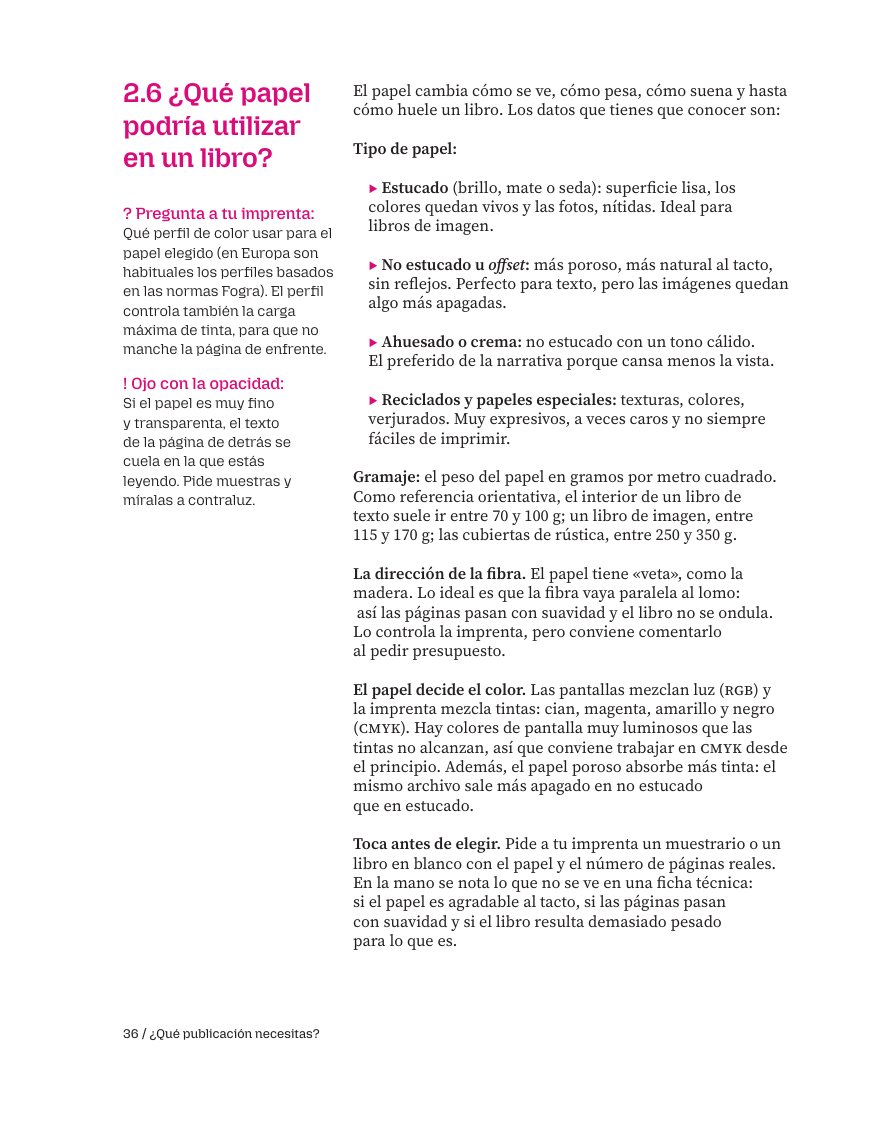 2.6 ¿Qué papel
podría utilizar
en un libro?
? Pregunta a tu imprenta:
Qué perfil de color usar para el
papel elegido (en Europa son
habituales los perfiles basados
en las normas Fogra). El perfil
controla también la carga
máxima de tinta, para que no
manche la página de enfrente.
! Ojo con la opacidad:
Si el papel es muy fino
y transparenta, el texto
de la página de detrás se
cuela en la que estás
leyendo. Pide muestras y
míralas a contraluz.
El papel cambia cómo se ve, cómo pesa, cómo suena y hasta
cómo huele un libro. Los datos que tienes que conocer son:
Tipo de papel:
▶ Estucado (brillo, mate o seda): superficie lisa, los
colores quedan vivos y las fotos, nítidas. Ideal para
libros de imagen.
▶ No estucado u offset: más poroso, más natural al tacto,
sin reflejos. Perfecto para texto, pero las imágenes quedan
algo más apagadas.
▶ Ahuesado o crema: no estucado con un tono cálido.
El preferido de la narrativa porque cansa menos la vista.
▶ Reciclados y papeles especiales: texturas, colores,
verjurados. Muy expresivos, a veces caros y no siempre
fáciles de imprimir.
Gramaje: el peso del papel en gramos por metro cuadrado.
Como referencia orientativa, el interior de un libro de
texto suele ir entre 70 y 100 g; un libro de imagen, entre
115 y 170 g; las cubiertas de rústica, entre 250 y 350 g.
La dirección de la fibra. El papel tiene «veta», como la
madera. Lo ideal es que la fibra vaya paralela al lomo:
así las páginas pasan con suavidad y el libro no se ondula.
Lo controla la imprenta, pero conviene comentarlo
al pedir presupuesto.
El papel decide el color. Las pantallas mezclan luz (RGB) y
la imprenta mezcla tintas: cian, magenta, amarillo y negro
(CMYK). Hay colores de pantalla muy luminosos que las
tintas no alcanzan, así que conviene trabajar en CMYK desde
el principio. Además, el papel poroso absorbe más tinta: el
mismo archivo sale más apagado en no estucado
que en estucado.
Toca antes de elegir. Pide a tu imprenta un muestrario o un
libro en blanco con el papel y el número de páginas reales.
En la mano se nota lo que no se ve en una ficha técnica:
si el papel es agradable al tacto, si las páginas pasan
con suavidad y si el libro resulta demasiado pesado
para lo que es.
36 / ¿Qué publicación necesitas?